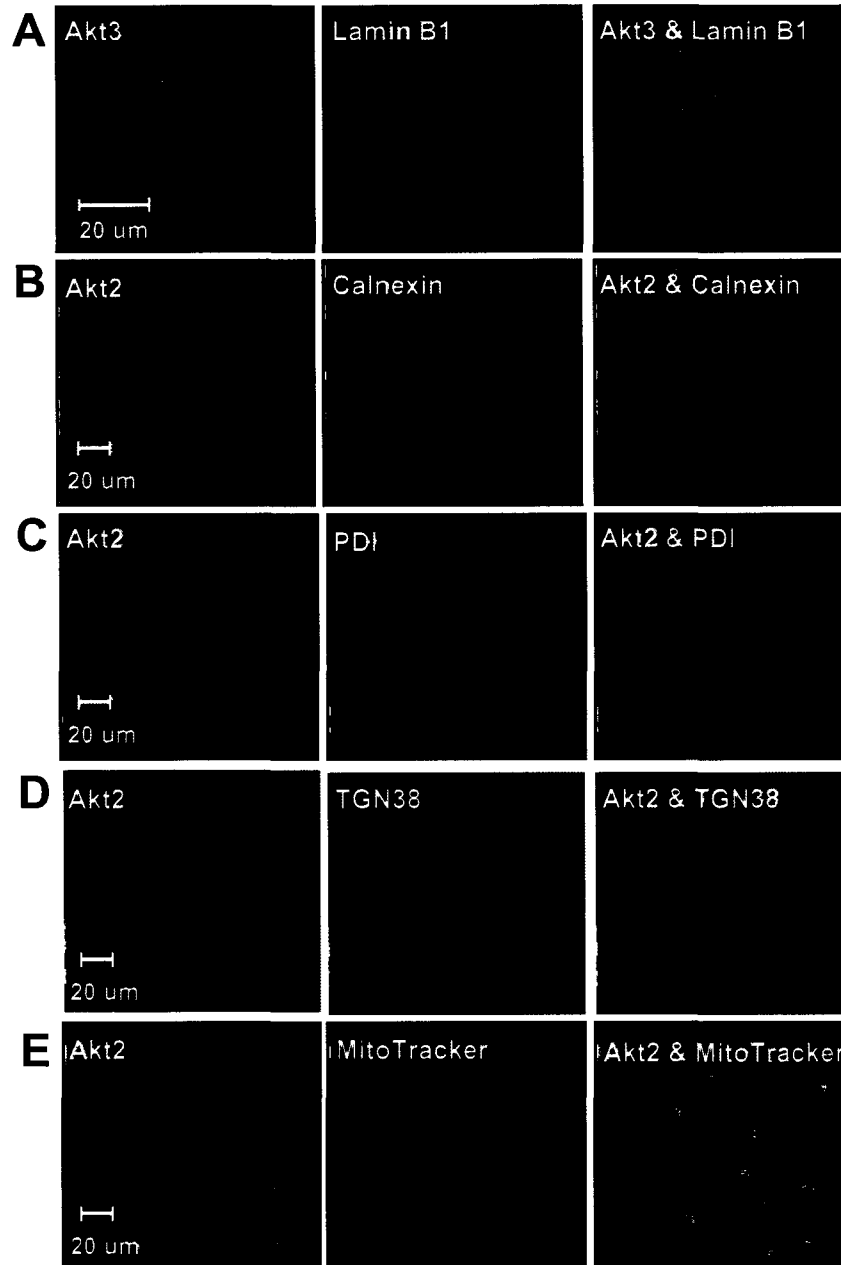 A
Akt3
Lamin B1
Akt3 & Lamin B1
20 um
B
Akt2
Calnexin
Akt2 & Calnexin
20 um
C
Akt2
PDI
Akt2 & PDI
20 um
D
Akt2
TGN38
Akt2 & TGN38
20 um
E
Akt2
MitoTracker
Akt2 & MitoTracker
20 um